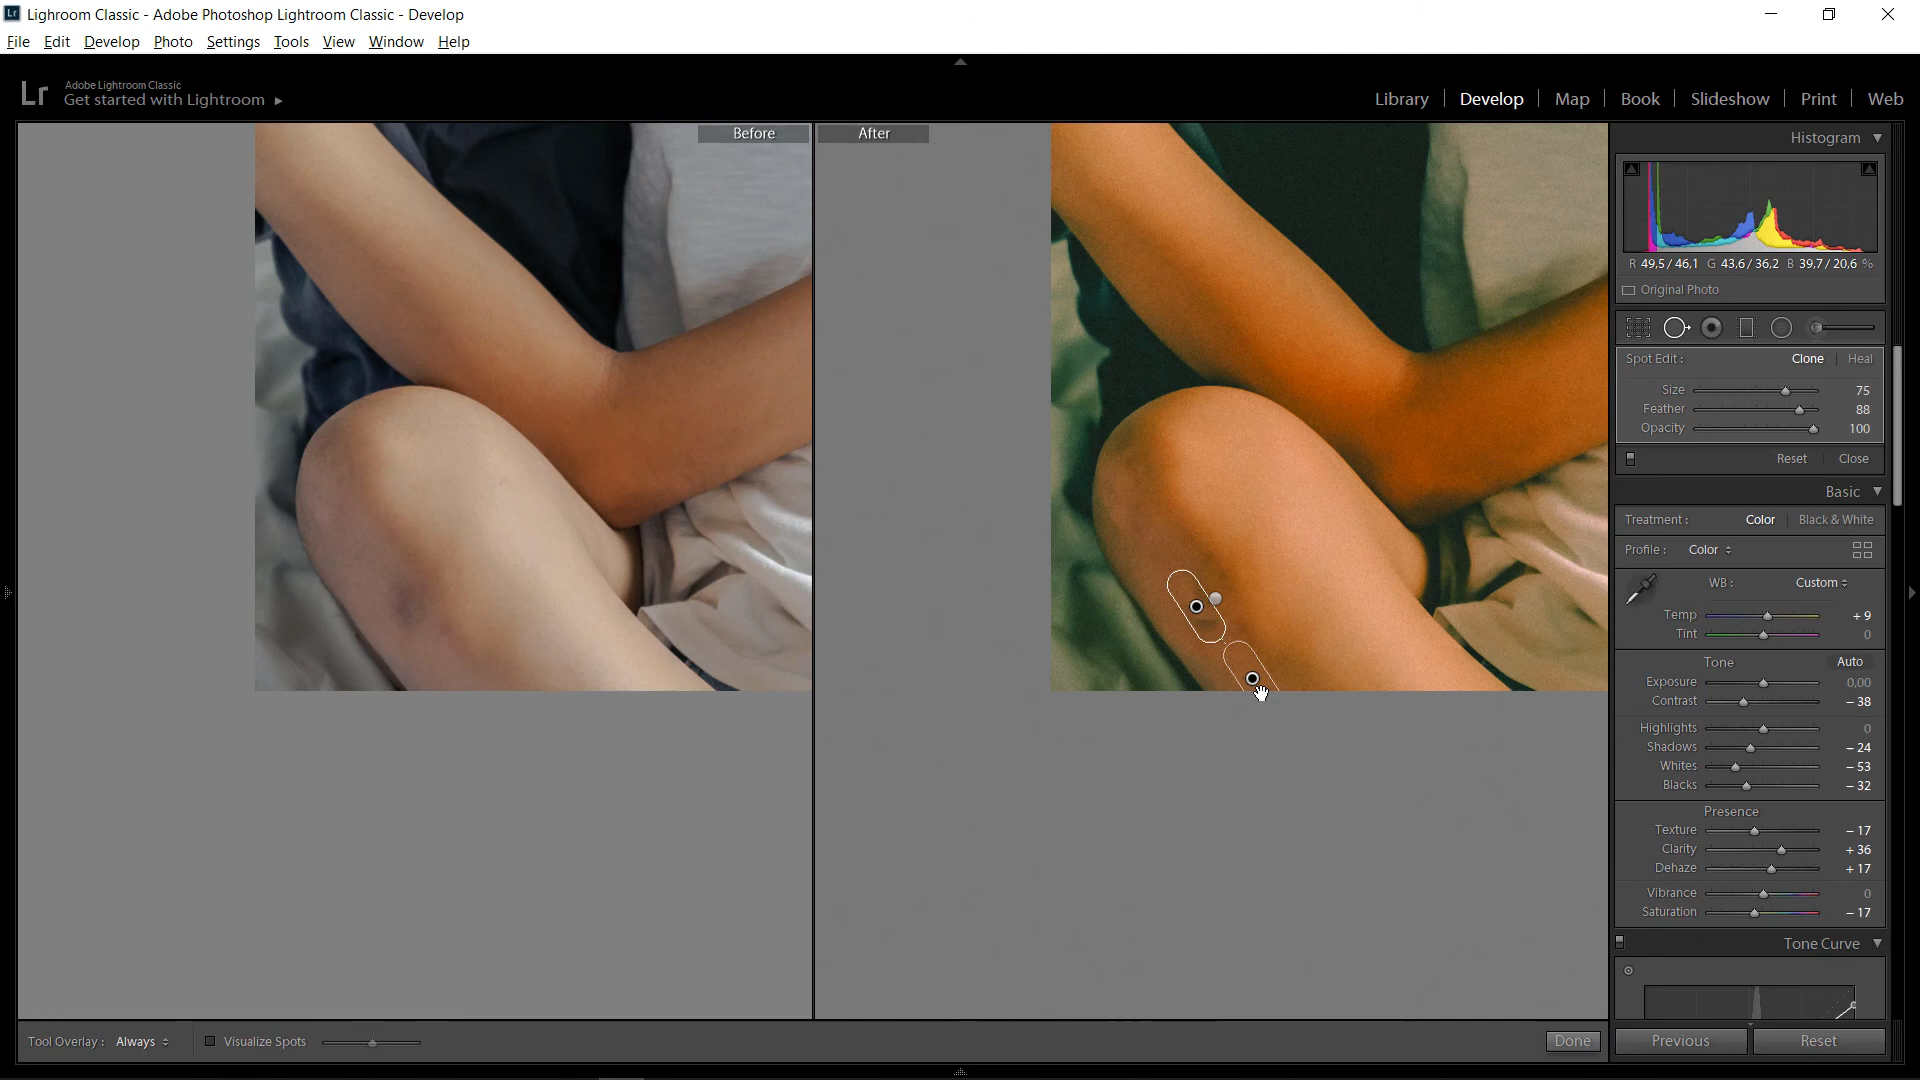 Lr Lighroom Classic - Adobe Photoshop Lightroom Classic - Develop
File Edit Develop Photo Settings Tools View Window Help
Lr Adobe Lightroom Classic
Get started with Lightroom
Library Develop Map Book Slideshow Print Web
Before
After
Histogram
R 49,5 / 46,1 G 43,6 / 36,2 B 39,7 / 20,6 %
Original Photo
Spot Edit : Clone Heal
Size 75
Feather 88
Opacity 100
Reset Close
Basic
Treatment : Color Black & White
Profile : Color
WB : Custom
Temp + 9
Tint 0
Tone Auto
Exposure 0,00
Contrast – 38
Highlights 0
Shadows – 24
Whites – 53
Blacks – 32
Presence
Texture – 17
Clarity + 36
Dehaze + 17
Vibrance 0
Saturation – 17
Tone Curve
Tool Overlay : Always Visualize Spots Done
Previous Reset